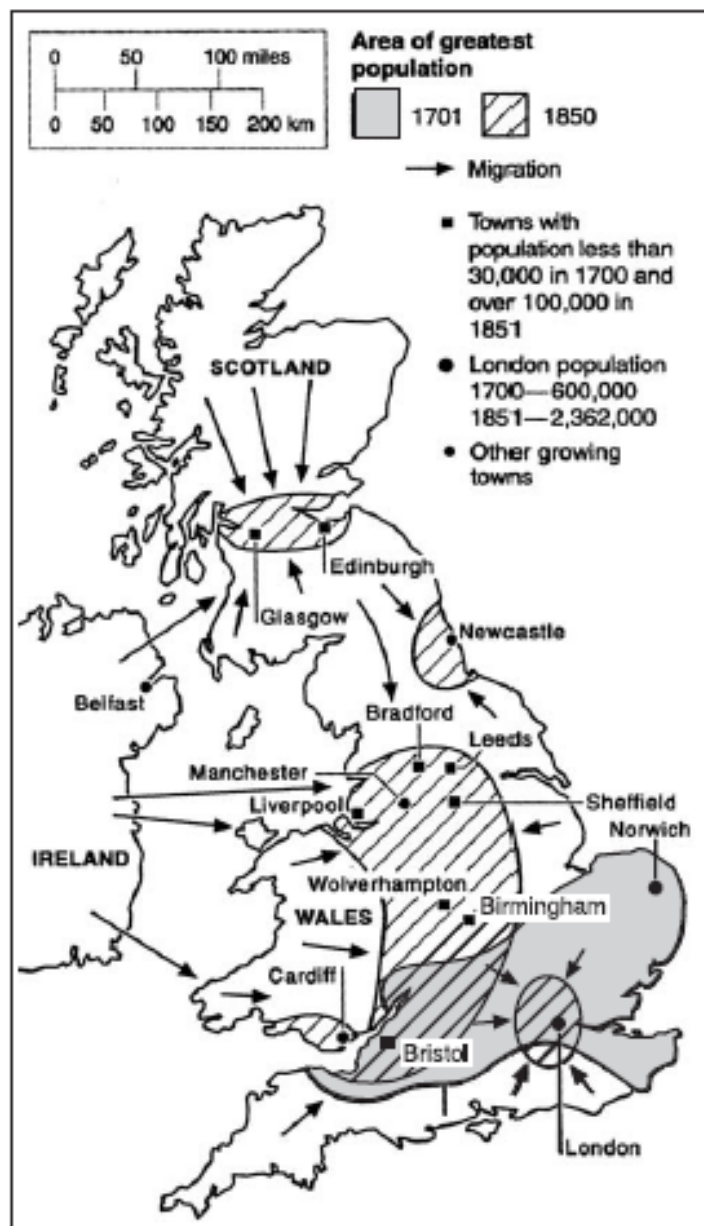 0 50 100 miles
0 50 100 150 200 km
Area of greatest
population
1701
1850
Migration
Towns with
population less than
30,000 in 1700 and
over 100,000 in
1851
London population
1700—600,000
1851—2,362,000
Other growing
towns
SCOTLAND
Edinburgh
Glasgow
Newcastle
Belfast
Bradford
Leeds
Manchester
Liverpool
Sheffield
Norwich
IRELAND
Wolverhampton
WALES
Birmingham
Cardiff
Bristol
London